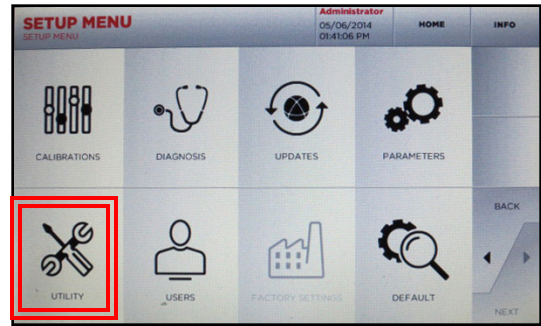 SETUP MENU
SETUP MENU
Administrator
05/06/2014
01:41:06 PM
HOME
INFO
CALIBRATIONS
DIAGNOSIS
UPDATES
PARAMETERS
UTILITY
USERS
FACTORY SETTINGS
DEFAULT
BACK
NEXT